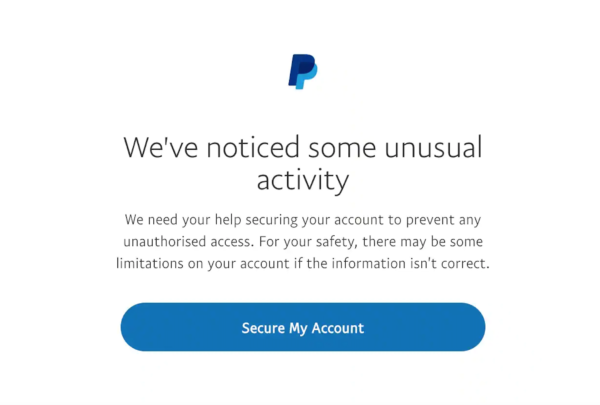 We've noticed some unusual
activity
We need your help securing your account to prevent any
unauthorised access. For your safety, there may be some
limitations on your account if the information isn't correct.
Secure My Account